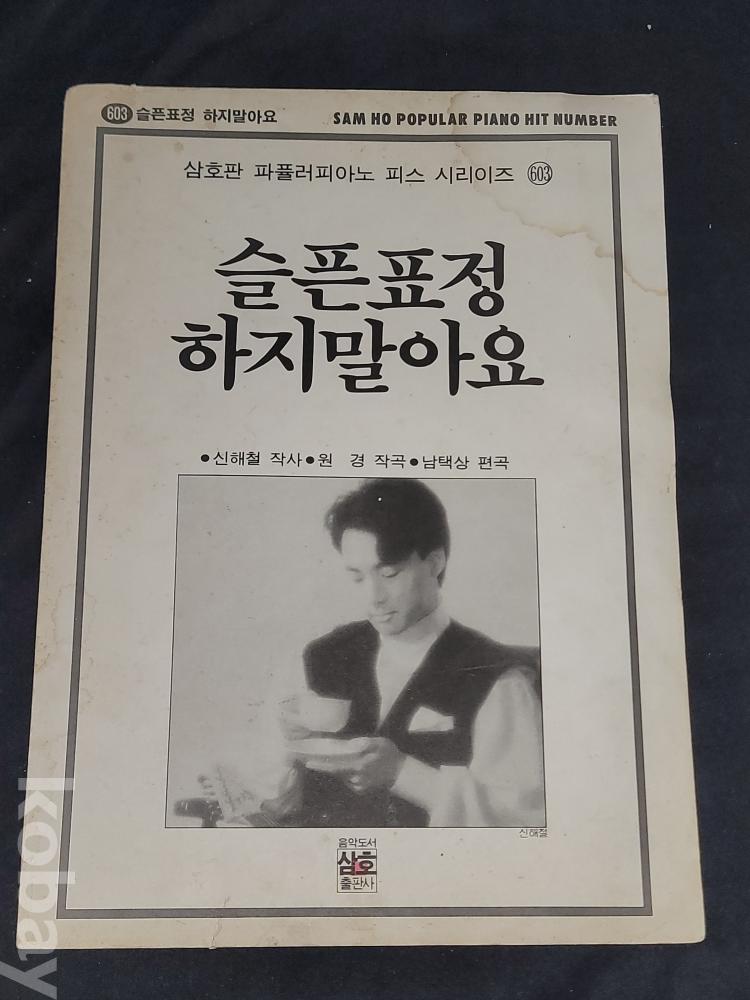 603 슬픈표정 하지말아요 SAM HO POPULAR PIANO HIT NUMBER
삼호판 파퓰러피아노 피스 시리이즈 603
슬픈표정
하지말아요
●신해철 작사●원 경 작곡●남택상 편곡
신해철
음악도서
삼호
출판사
kobay